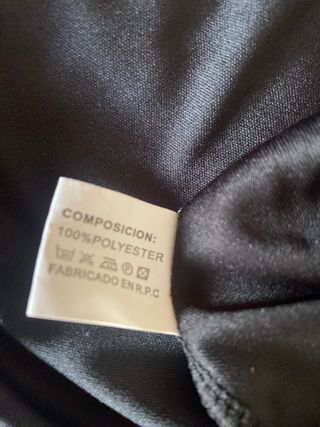 COMPOSICION:
100%POLYESTER
FABRICADO EN R.P.C